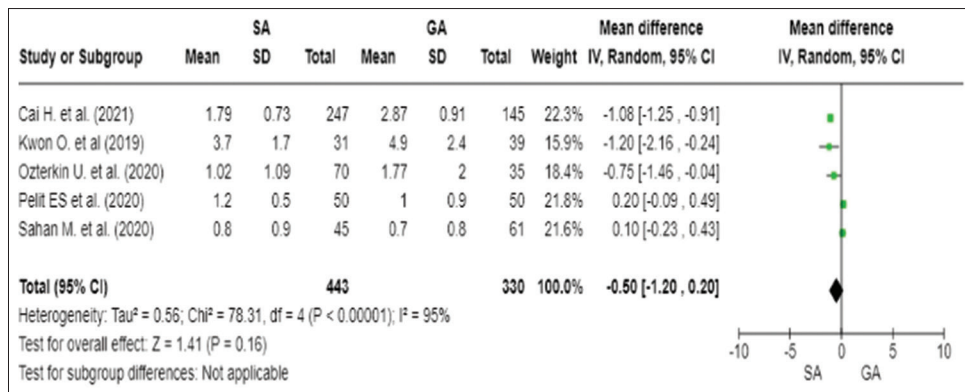 SA GA Mean difference Mean difference
Study or Subgroup Mean SD Total Mean SD Total Weight IV, Random, 95% CI IV, Random, 95% CI
Cai H. et al. (2021) 1.79 0.73 247 2.87 0.91 145 22.3% -1.08 [-1.25 , -0.91]
Kwon O. et al (2019) 3.7 1.7 31 4.9 2.4 39 15.9% -1.20 [-2.16 , -0.24]
Ozterkin U. et al. (2020) 1.02 1.09 70 1.77 2 35 18.4% -0.75 [-1.46 , -0.04]
Pelit ES et al. (2020) 1.2 0.5 50 1 0.9 50 21.8% 0.20 [-0.09 , 0.49]
Sahan M. et al. (2020) 0.8 0.9 45 0.7 0.8 61 21.6% 0.10 [-0.23 , 0.43]
Total (95% CI) 443 330 100.0% -0.50 [-1.20 , 0.20]
Heterogeneity: Tau² = 0.56; Chi² = 78.31, df = 4 (P < 0.00001); I² = 95%
Test for overall effect: Z = 1.41 (P = 0.16)
Test for subgroup differences: Not applicable
-10 -5 0 5 10
SA GA